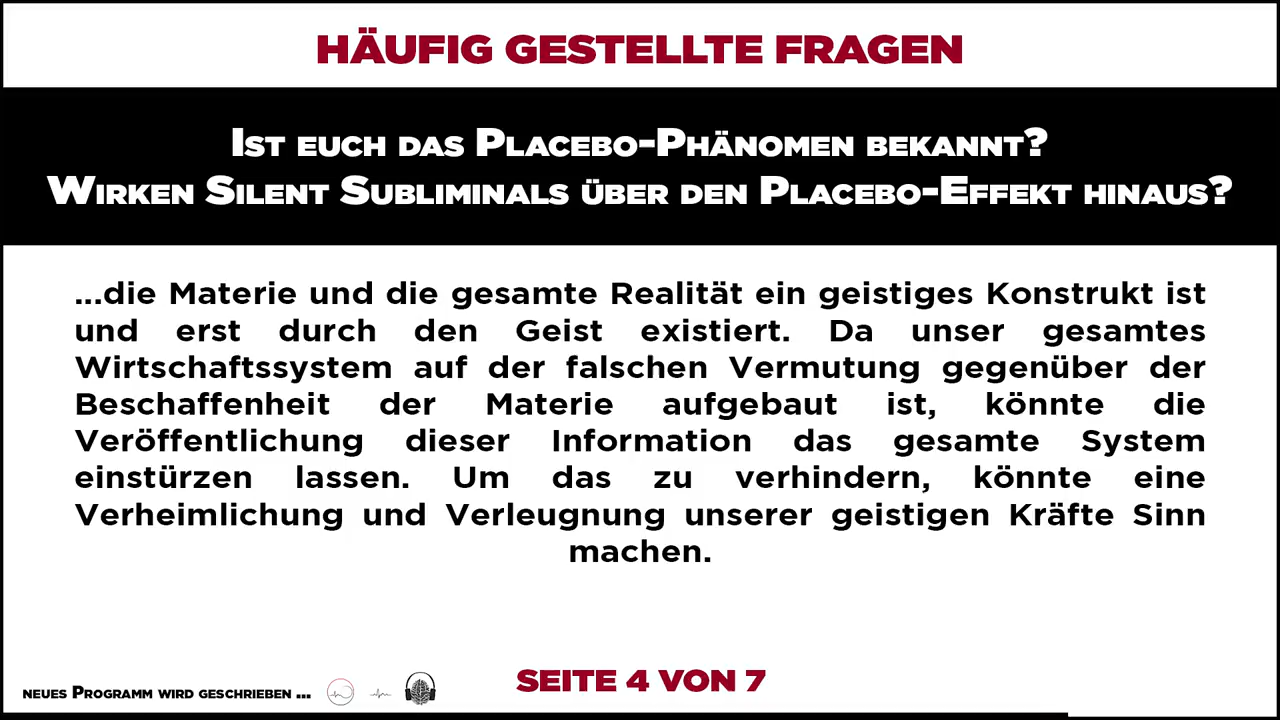 HÄUFIG GESTELLTE FRAGEN
Ist euch das Placebo-Phänomen bekannt?
Wirken Silent Subliminals über den Placebo-Effekt hinaus?
...die Materie und die gesamte Realität ein geistiges Konstrukt ist
und erst durch den Geist existiert. Da unser gesamtes
Wirtschaftssystem auf der falschen Vermutung gegenüber der
Beschaffenheit der Materie aufgebaut ist, könnte die
Veröffentlichung dieser Information das gesamte System
einstürzen lassen. Um das zu verhindern, könnte eine
Verheimlichung und Verleugnung unserer geistigen Kräfte Sinn
machen.
SEITE 4 VON 7
neues Programm wird geschrieben ...